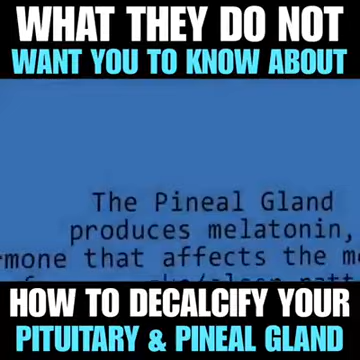 WHAT THEY DO NOT
WANT YOU TO KNOW ABOUT
The Pineal Gland
produces melatonin,
that affects the
HOW TO DECALCIFY YOUR
PITUITARY & PINEAL GLAND